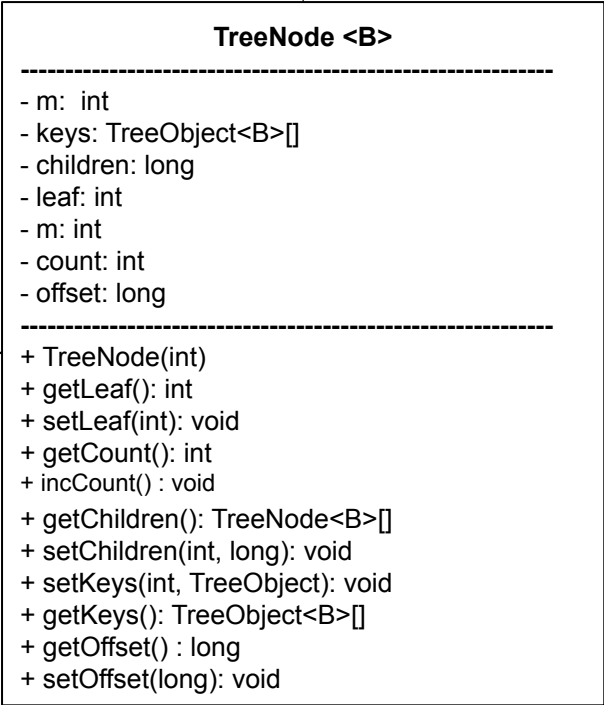 TreeNode <B>
-----------------------------------------------------------
- m:  int
- keys: TreeObject<B>[]
- children: long
- leaf: int
- m: int
- count: int
- offset: long
-----------------------------------------------------------
+ TreeNode(int)
+ getLeaf(): int
+ setLeaf(int): void
+ getCount(): int
+ incCount() : void
+ getChildren(): TreeNode<B>[]
+ setChildren(int, long): void
+ setKeys(int, TreeObject): void
+ getKeys(): TreeObject<B>[]
+ getOffset() : long
+ setOffset(long): void